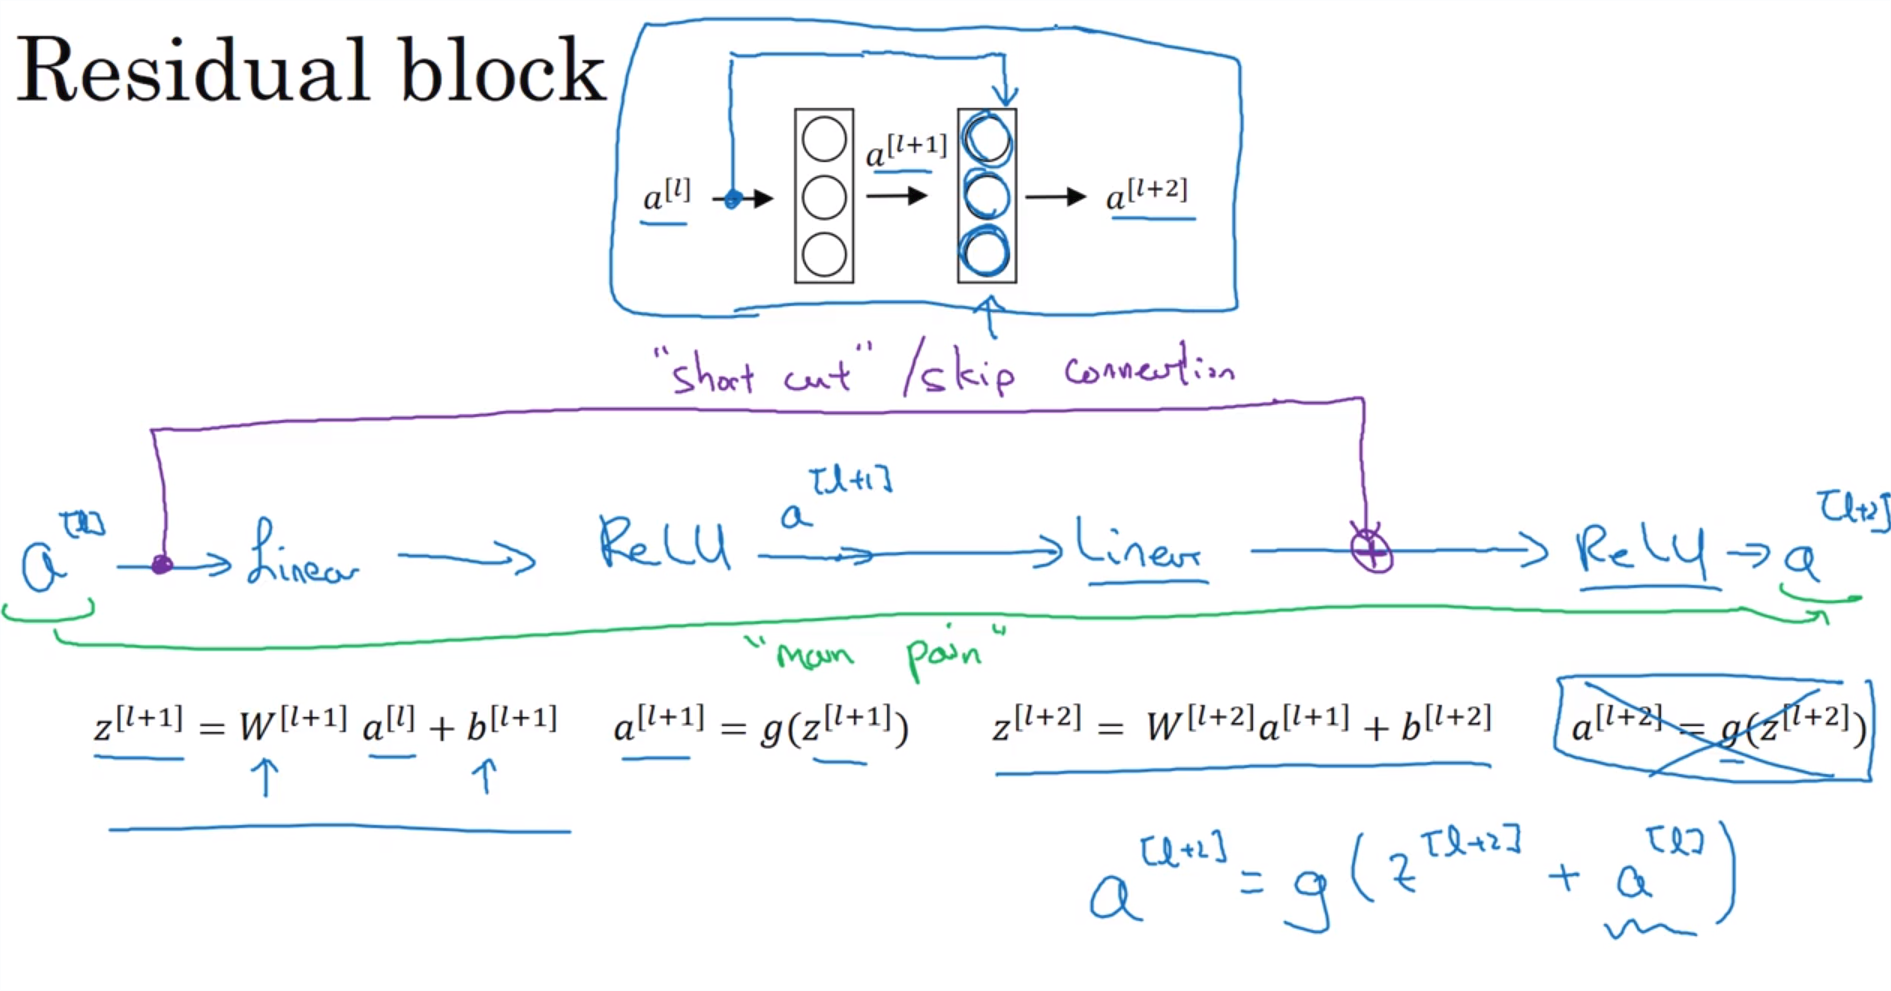 Residual block
a^[l] a^[l+1] a^[l+2]
"short cut" / skip connection
a^[l] → Linear → ReLU a^[l+1] → Linear → ⊕ → ReLU → a^[l+2]
"main path"
z^[l+1] = W^[l+1] a^[l] + b^[l+1] a^[l+1] = g(z^[l+1]) z^[l+2] = W^[l+2]a^[l+1] + b^[l+2] a^[l+2] = g(z^[l+2])
a^[l+2] = g(z^[l+2] + a^[l])